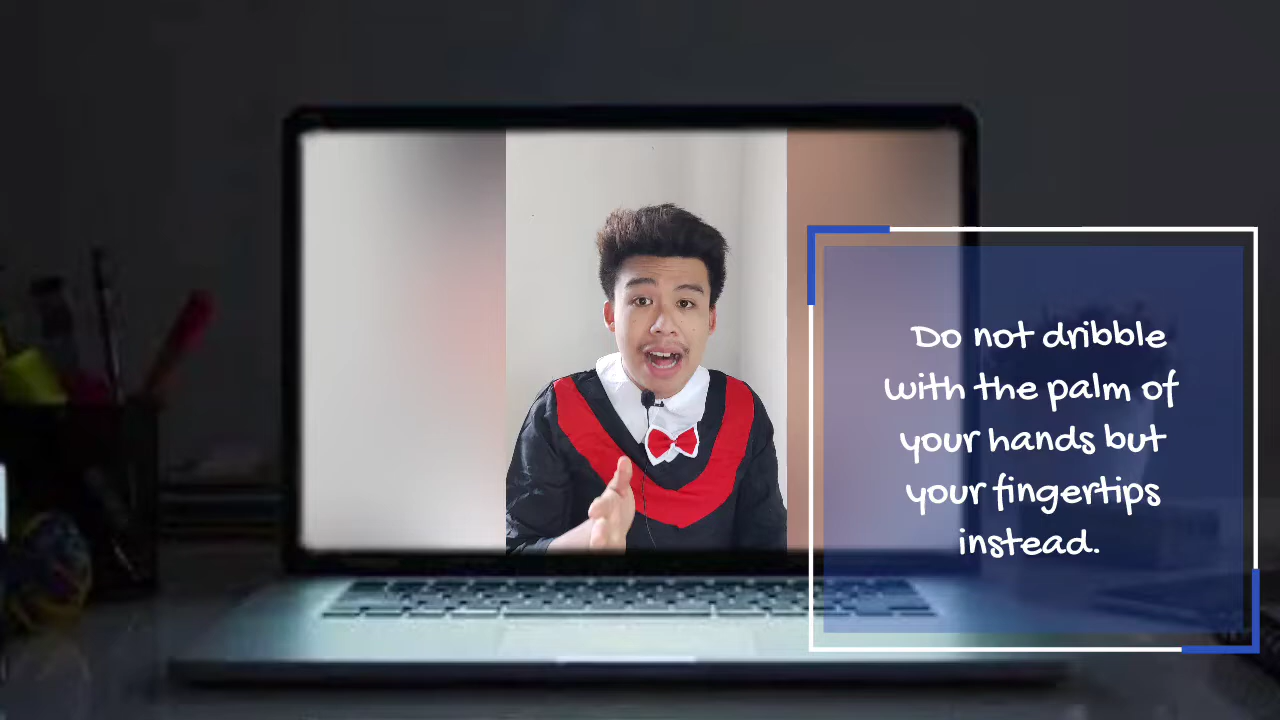 Do not dribble
with the palm of
your hands but
your fingertips
instead.